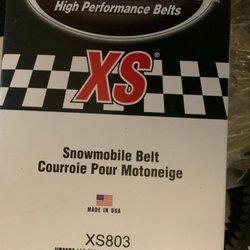 High Performance Belts
XS®
Snowmobile Belt
Courroie Pour Motoneige
MADE IN USA
XS803